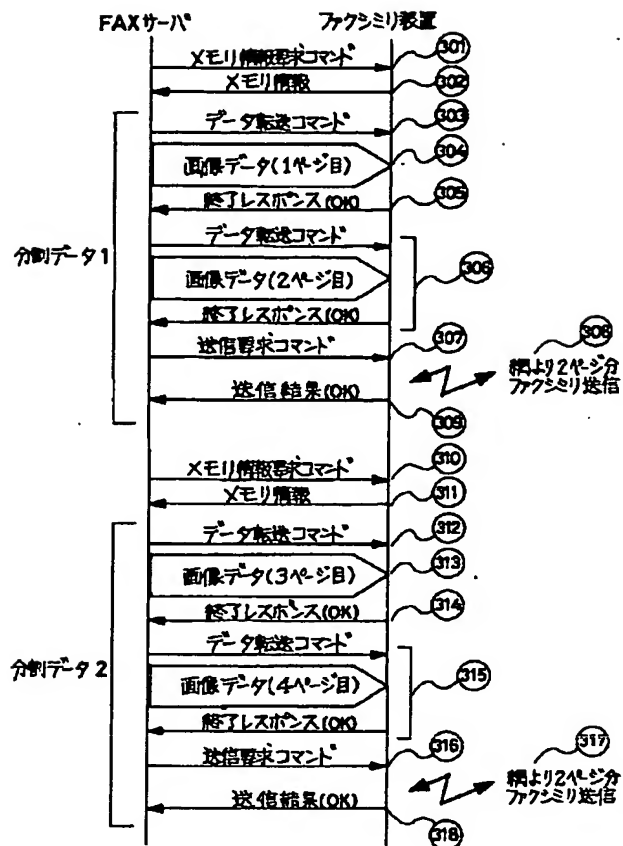 FAXサーバ
ファクシミリ装置
メモリ情報要求コマンド
301
メモリ情報
302
データ転送コマンド
303
画像データ(1ページ目)
304
終了レスポンス(OK)
305
データ転送コマンド
分割データ1
画像データ(2ページ目)
306
終了レスポンス(OK)
送信要求コマンド
307
308
網より2ページ分
ファクシミリ送信
送信結果(OK)
309
メモリ情報要求コマンド
310
メモリ情報
311
データ転送コマンド
312
画像データ(3ページ目)
313
終了レスポンス(OK)
314
データ転送コマンド
分割データ2
画像データ(4ページ目)
315
終了レスポンス(OK)
送信要求コマンド
316
317
網より2ページ分
ファクシミリ送信
送信結果(OK)
318